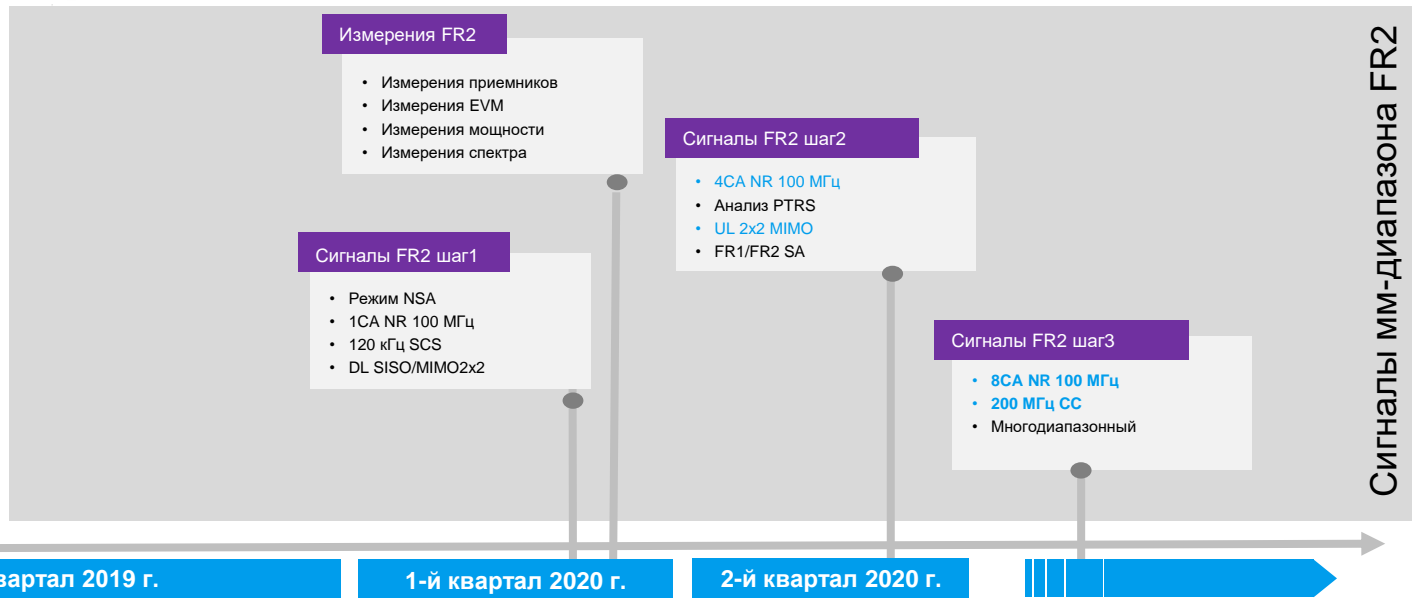 Измерения FR2
• Измерения приемников
• Измерения EVM
• Измерения мощности
• Измерения спектра
Сигналы FR2 шаг2
• 4CA NR 100 МГц
• Анализ PTRS
• UL 2x2 MIMO
• FR1/FR2 SA
Сигналы FR2 шаг1
• Режим NSA
• 1CA NR 100 МГц
• 120 кГц SCS
• DL SISO/MIMO2x2
Сигналы FR2 шаг3
• 8CA NR 100 МГц
• 200 МГц CC
• Многодиапазонный
Сигналы мм-диапазона FR2
вартал 2019 г.
1-й квартал 2020 г.
2-й квартал 2020 г.